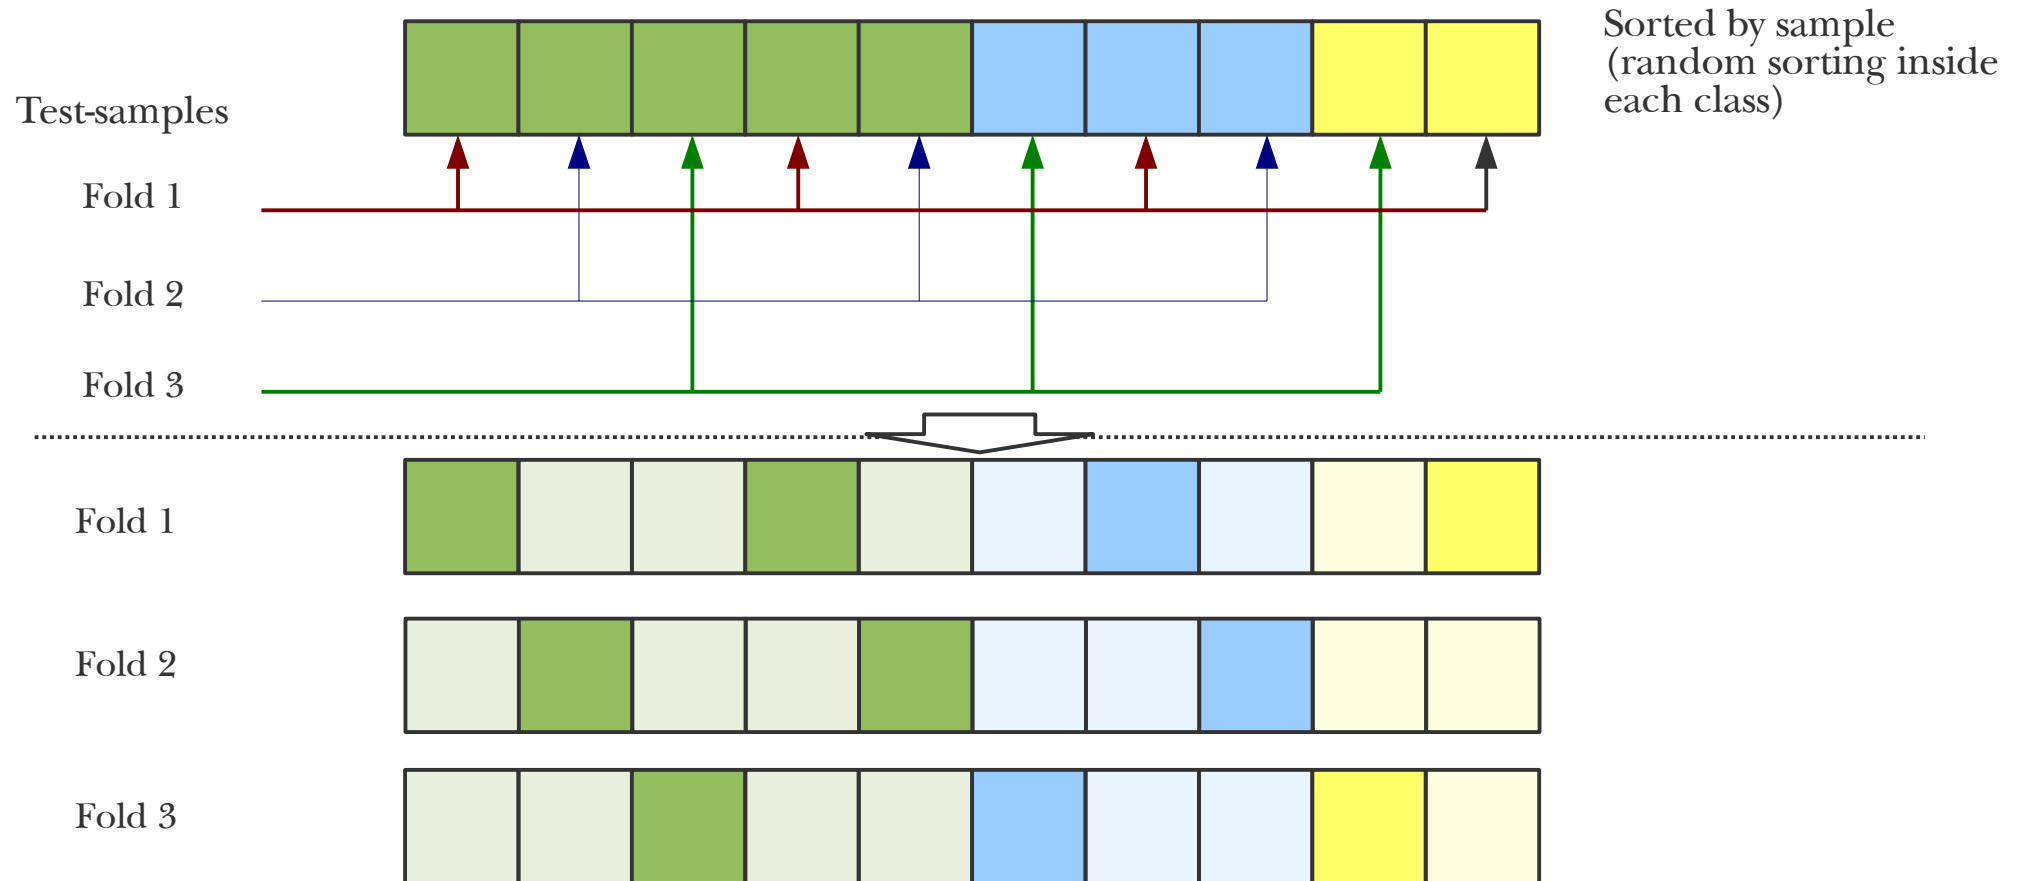 Sorted by sample
(random sorting inside
each class)
Test-samples
Fold 1
Fold 2
Fold 3
Fold 1
Fold 2
Fold 3